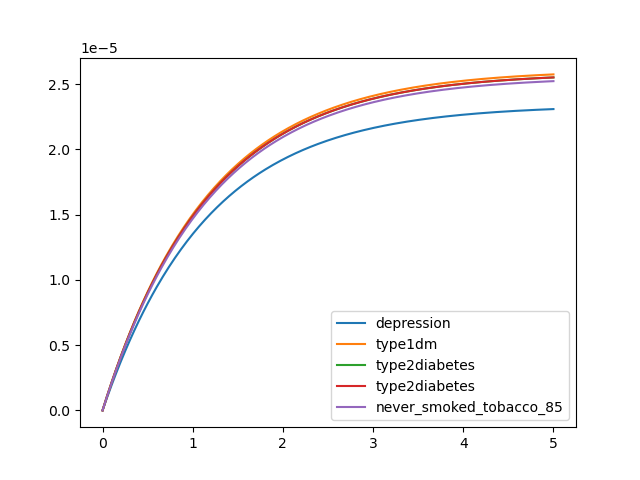 1e−5
2.5
2.0
1.5
1.0
0.5
0.0
0 1 2 3 4 5
depression
type1dm
type2diabetes
type2diabetes
never_smoked_tobacco_85